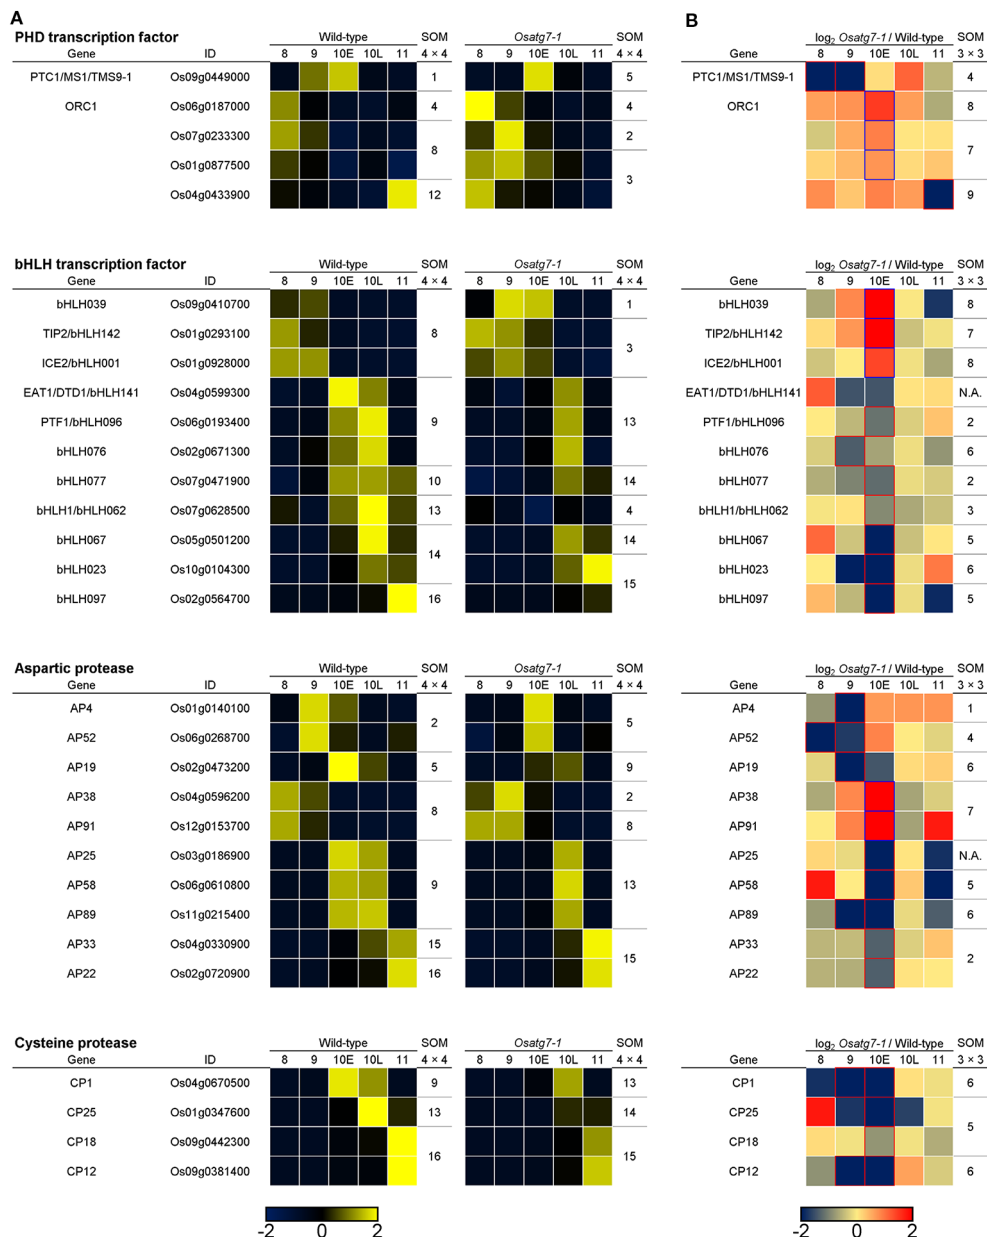 A
B
PHD transcription factor Wild-type Osatg7-1 SOM log2 Osatg7-1 / Wild-type SOM
Gene ID 8 9 10E 10L 11 4 × 4 8 9 10E 10L 11 4 × 4 Gene 8 9 10E 10L 11 3 × 3
PTC1/MS1/TMS9-1 Os09g0449000 1 5 PTC1/MS1/TMS9-1 4
ORC1 Os06g0187000 4 4 ORC1 8
Os07g0233300 8 2 7
Os01g0877500 3
Os04g0433900 12 9
bHLH transcription factor Wild-type SOM Osatg7-1 SOM log2 Osatg7-1 / Wild-type SOM
Gene ID 8 9 10E 10L 11 4 × 4 8 9 10E 10L 11 4 × 4 Gene 8 9 10E 10L 11 3 × 3
bHLH039 Os09g0410700 1 bHLH039 8
TIP2/bHLH142 Os01g0293100 8 3 TIP2/bHLH142 7
ICE2/bHLH001 Os01g0928000 ICE2/bHLH001 8
EAT1/DTD1/bHLH141 Os04g0599300 EAT1/DTD1/bHLH141 N.A.
PTF1/bHLH096 Os06g0193400 9 13 PTF1/bHLH096 2
bHLH076 Os02g0671300 bHLH076 6
bHLH077 Os07g0471900 10 14 bHLH077 2
bHLH1/bHLH062 Os07g0628500 13 4 bHLH1/bHLH062 3
bHLH067 Os05g0501200 14 14 bHLH067 5
bHLH023 Os10g0104300 15 bHLH023 6
bHLH097 Os02g0564700 16 bHLH097 5
Aspartic protease Wild-type SOM Osatg7-1 SOM log2 Osatg7-1 / Wild-type SOM
Gene ID 8 9 10E 10L 11 4 × 4 8 9 10E 10L 11 4 × 4 Gene 8 9 10E 10L 11 3 × 3
AP4 Os01g0140100 2 5 AP4 1
AP52 Os06g0268700 AP52 4
AP19 Os02g0473200 5 9 AP19 6
AP38 Os04g0596200 8 2 AP38 7
AP91 Os12g0153700 8 AP91
AP25 Os03g0186900 AP25 N.A.
AP58 Os06g0610800 9 13 AP58 5
AP89 Os11g0215400 AP89 6
AP33 Os04g0330900 15 15 AP33 2
AP22 Os02g0720900 16 AP22
Cysteine protease Wild-type SOM Osatg7-1 SOM log2 Osatg7-1 / Wild-type SOM
Gene ID 8 9 10E 10L 11 4 × 4 8 9 10E 10L 11 4 × 4 Gene 8 9 10E 10L 11 3 × 3
CP1 Os04g0670500 9 13 CP1 6
CP25 Os01g0347600 13 14 CP25 5
CP18 Os09g0442300 16 15 CP18
CP12 Os09g0381400 CP12 6
-2 0 2
-2 0 2